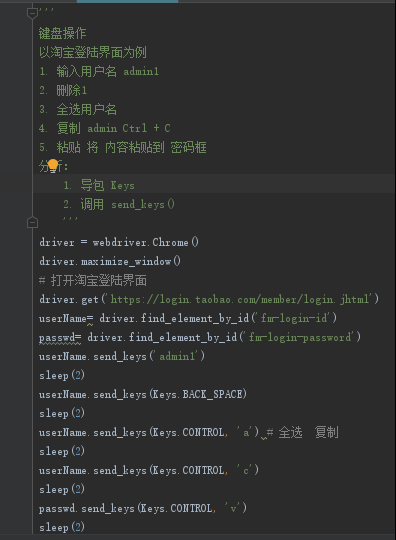 '''
键盘操作
以淘宝登陆界面为例
1. 输入用户名 admin1
2. 删除1
3. 全选用户名
4. 复制 admin Ctrl + C
5. 粘贴 将 内容粘贴到 密码框
分析:
1. 导包 Keys
2. 调用 send_keys()
'''
driver = webdriver.Chrome()
driver.maximize_window()
# 打开淘宝登陆界面
driver.get('https://login.taobao.com/member/login.jhtml')
userName= driver.find_element_by_id('fm-login-id')
passwd= driver.find_element_by_id('fm-login-password')
userName.send_keys('admin1')
sleep(2)
userName.send_keys(Keys.BACK_SPACE)
sleep(2)
userName.send_keys(Keys.CONTROL, 'a') # 全选  复制
sleep(2)
userName.send_keys(Keys.CONTROL, 'c')
sleep(2)
passwd.send_keys(Keys.CONTROL, 'v')
sleep(2)